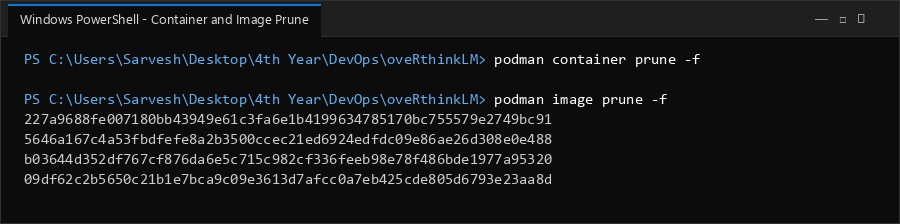 Windows PowerShell - Container and Image Prune
PS C:\Users\Sarvesh\Desktop\4th Year\DevOps\oveRthinkLM> podman container prune -f
PS C:\Users\Sarvesh\Desktop\4th Year\DevOps\oveRthinkLM> podman image prune -f
227a9688fe007180bb43949e61c3fa6e1b4199634785170bc755579e2749bc91
5646a167c4a53fbdfefe8a2b3500ccec21ed6924edfdc09e86ae26d308e0e488
b03644d352df767cf876da6e5c715c982cf336feeb98e78f486bde1977a95320
09df62c2b5650c21b1e7bca9c09e3613d7afcc0a7eb425cde805d6793e23aa8d